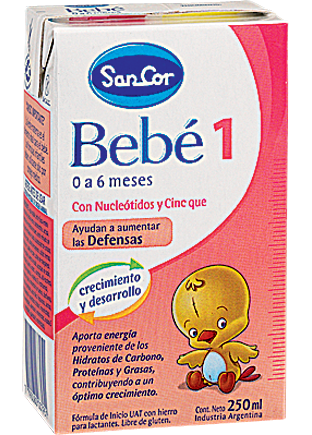 SanCor
Bebé 1
0 a 6 meses
Con Nucleótidos y Cinc que
Ayudan a aumentar
las Defensas
crecimiento
y desarrollo
Aporta energía
proveniente de los
Hidratos de Carbono,
Proteínas y Grasas,
contribuyendo a un
óptimo crecimiento.
Fórmula de Inicio UAT con hierro
para lactantes. Libre de gluten.
Cont. Neto 250 ml
Industria Argentina